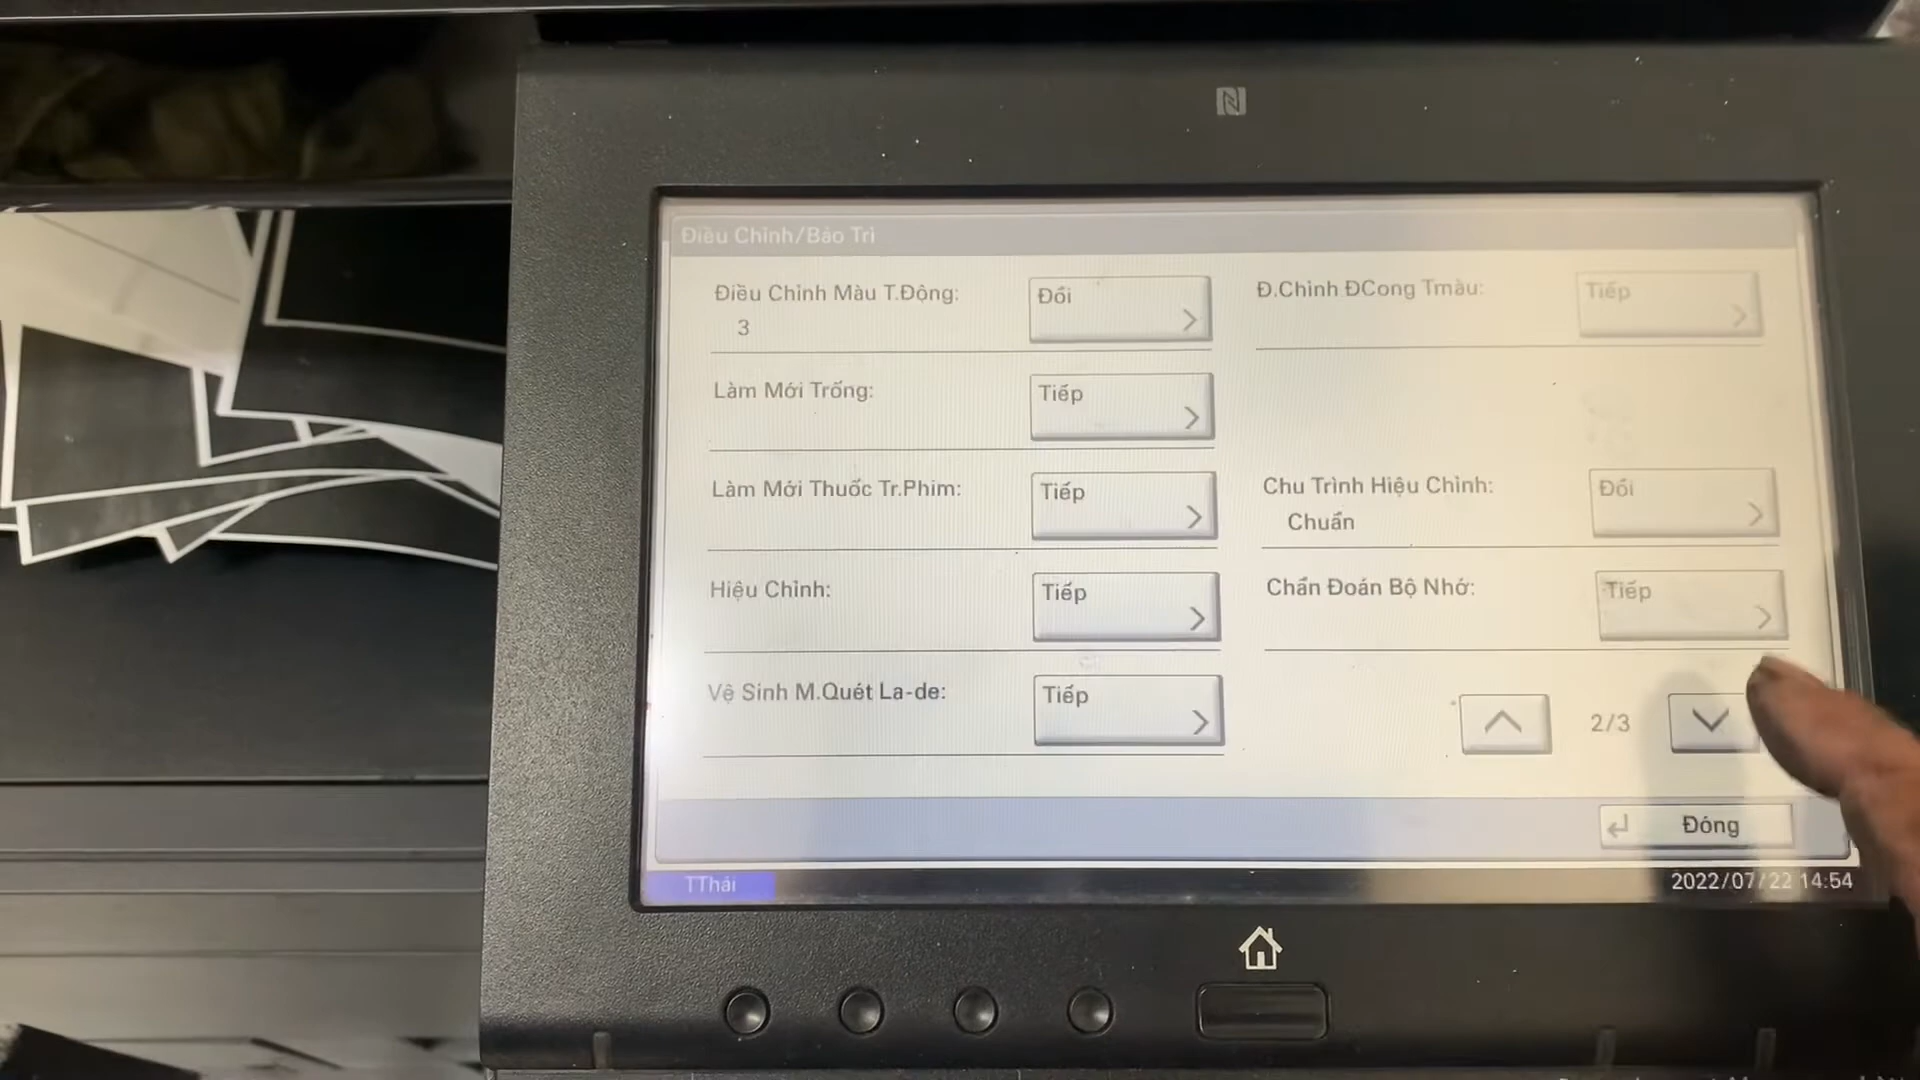 Điều Chỉnh/Bảo Trì
Điều Chỉnh Màu T.Động:
3
Đổi
Làm Mới Trống:
Tiếp
Làm Mới Thuốc Tr.Phim:
Tiếp
Hiệu Chỉnh:
Tiếp
Vệ Sinh M.Quét La-de:
Tiếp
Đ.Chỉnh ĐCong Tmàu:
Tiếp
Chu Trình Hiệu Chỉnh:
Chuẩn
Đổi
Chẩn Đoán Bộ Nhớ:
Tiếp
2/3
Đóng
TThái
2022/07/22 14:54